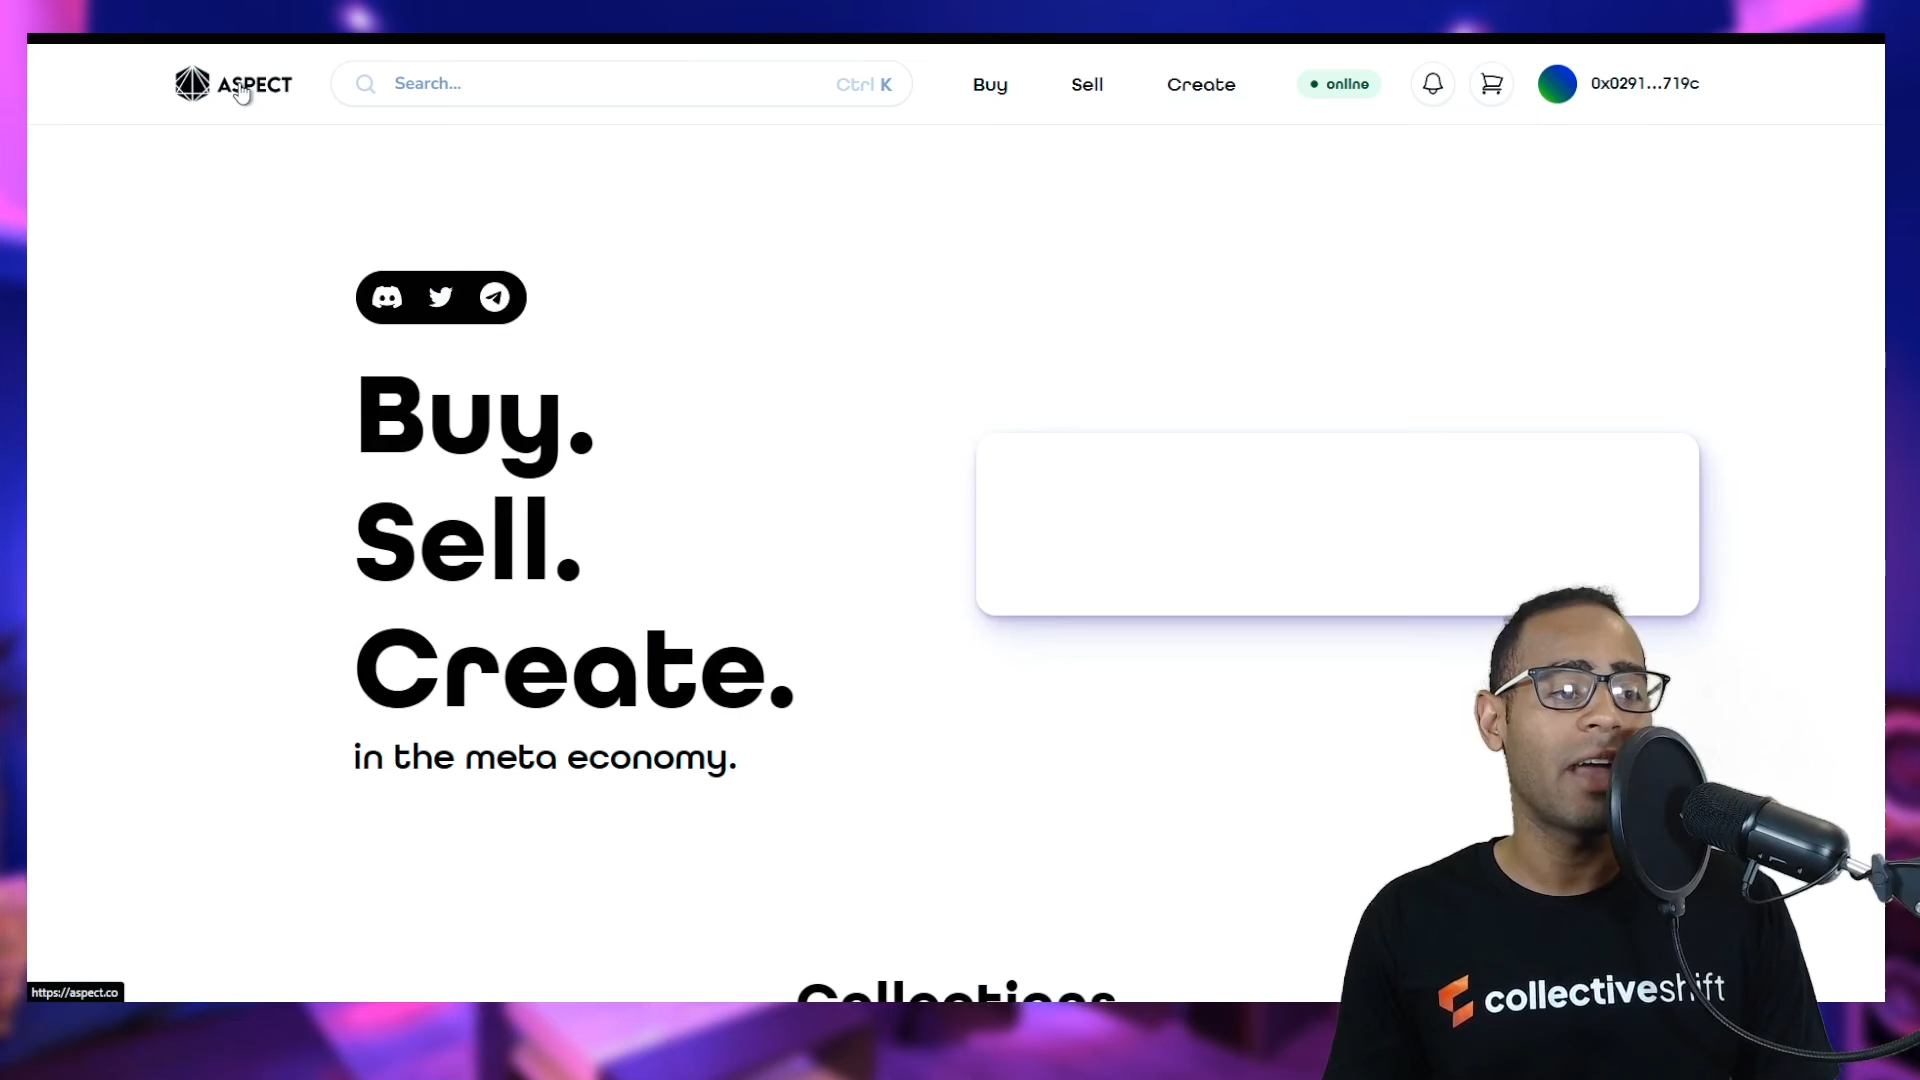 ASPECT
Search...
Ctrl K
Buy
Sell
Create
online
0x0291...719c
Buy.
Sell.
Create.
in the meta economy.
Collections
https://aspect.co
collectiveshift